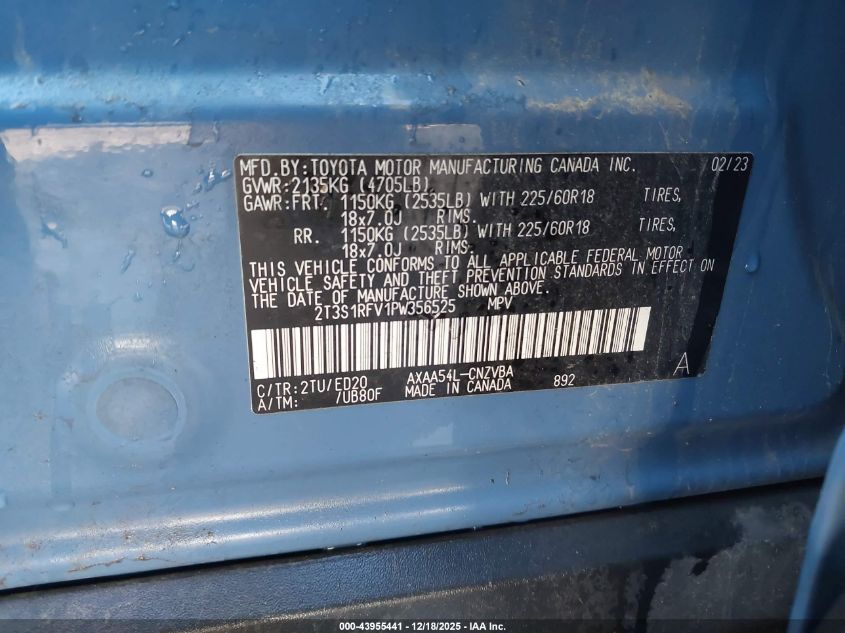 MFD.BY:TOYOTA MOTOR MANUFACTURING CANADA INC. 02/23
GVWR:2135KG (4705LB)
GAWR:FRT. 1150KG (2535LB) WITH 225/60R18 TIRES,
18x7.0J RIMS.
RR. 1150KG (2535LB) WITH 225/60R18 TIRES,
18x7.0J RIMS.
THIS VEHICLE CONFORMS TO ALL APPLICABLE FEDERAL MOTOR
VEHICLE SAFETY AND THEFT PREVENTION STANDARDS IN EFFECT ON
THE DATE OF MANUFACTURE SHOWN ABOVE.
2T3S1RFV1PW356525 MPV
C/TR:2TU/ED20 AXAA54L-CNZVBA
A/TM: /UB80F MADE IN CANADA 892 A
000-43955441 - 12/18/2025 - IAA Inc.